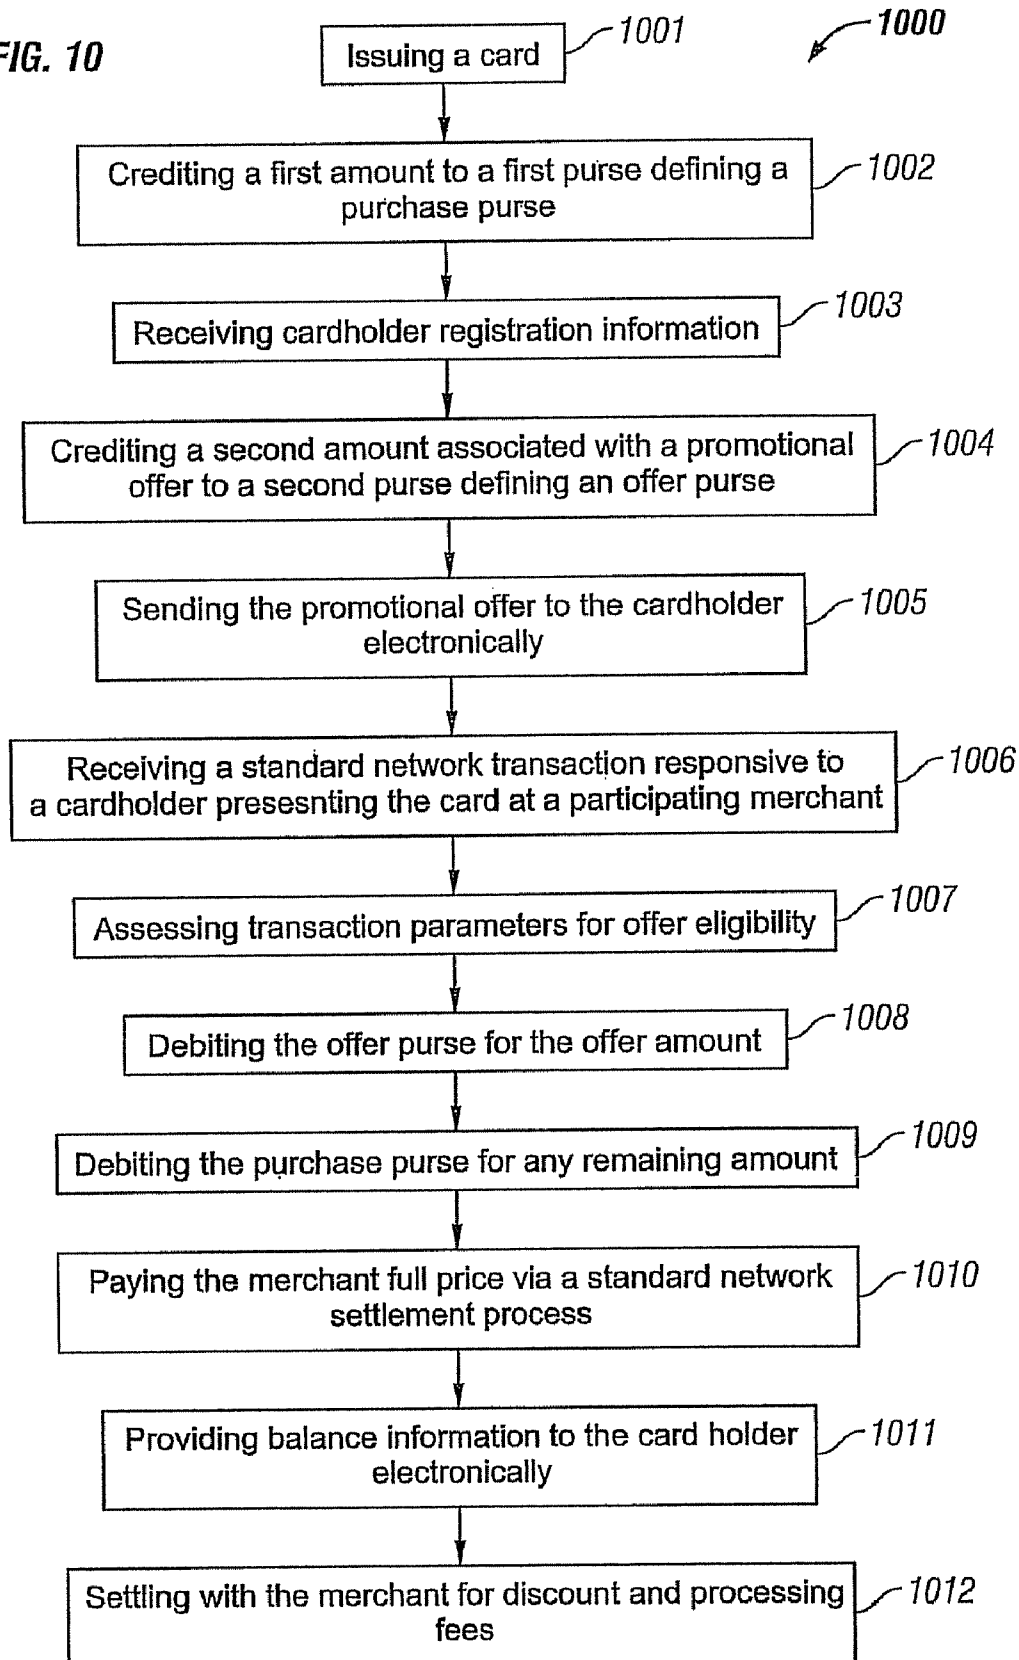 FIG. 10
1000
Issuing a card
1001
Crediting a first amount to a first purse defining a
purchase purse
1002
Receiving cardholder registration information
1003
Crediting a second amount associated with a promotional
offer to a second purse defining an offer purse
1004
Sending the promotional offer to the cardholder
electronically
1005
Receiving a standard network transaction responsive to
a cardholder presesnting the card at a participating merchant
1006
Assessing transaction parameters for offer eligibility
1007
Debiting the offer purse for the offer amount
1008
Debiting the purchase purse for any remaining amount
1009
Paying the merchant full price via a standard network
settlement process
1010
Providing balance information to the card holder
electronically
1011
Settling with the merchant for discount and processing
fees
1012